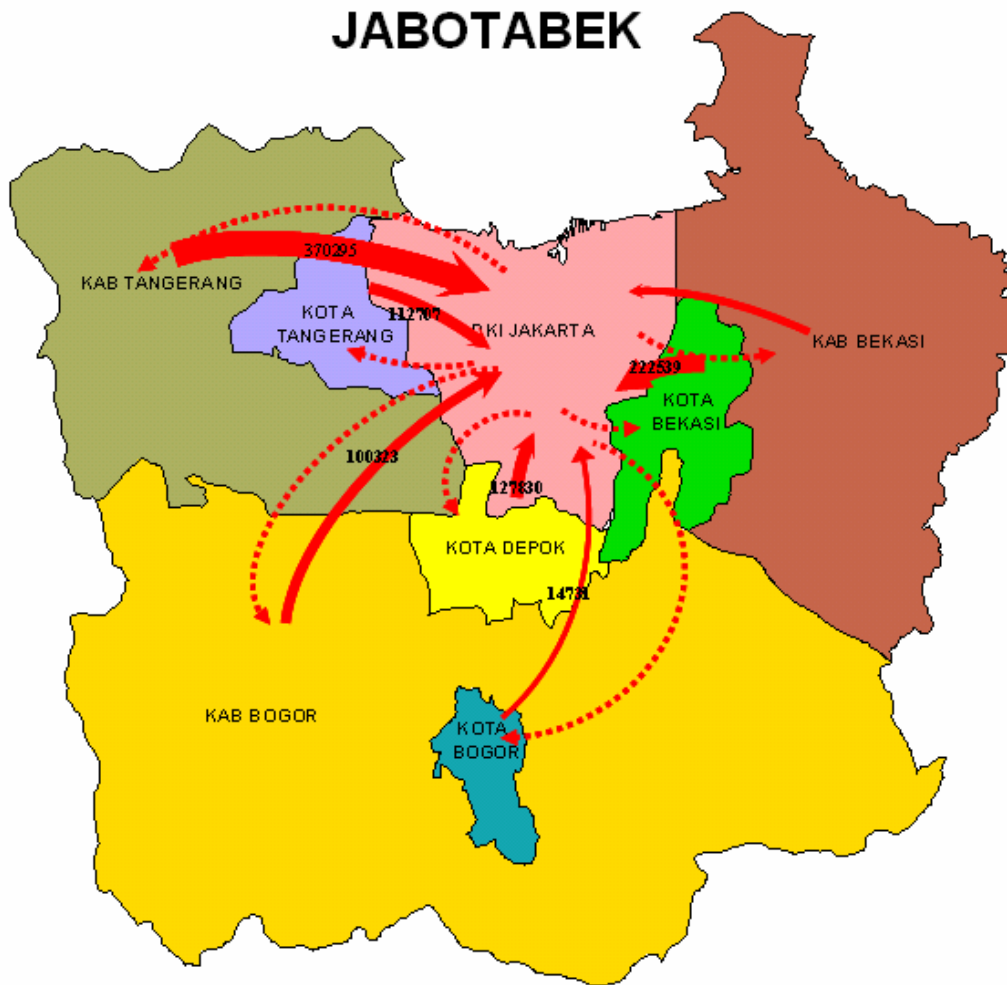 JABOTABEK
370295
KAB TANGERANG
112707
KOTA
TANGERANG
DKI JAKARTA
KAB BEKASI
222539
KOTA
BEKASI
100323
127830
KOTA DEPOK
14731
KAB BOGOR
KOTA
BOGOR